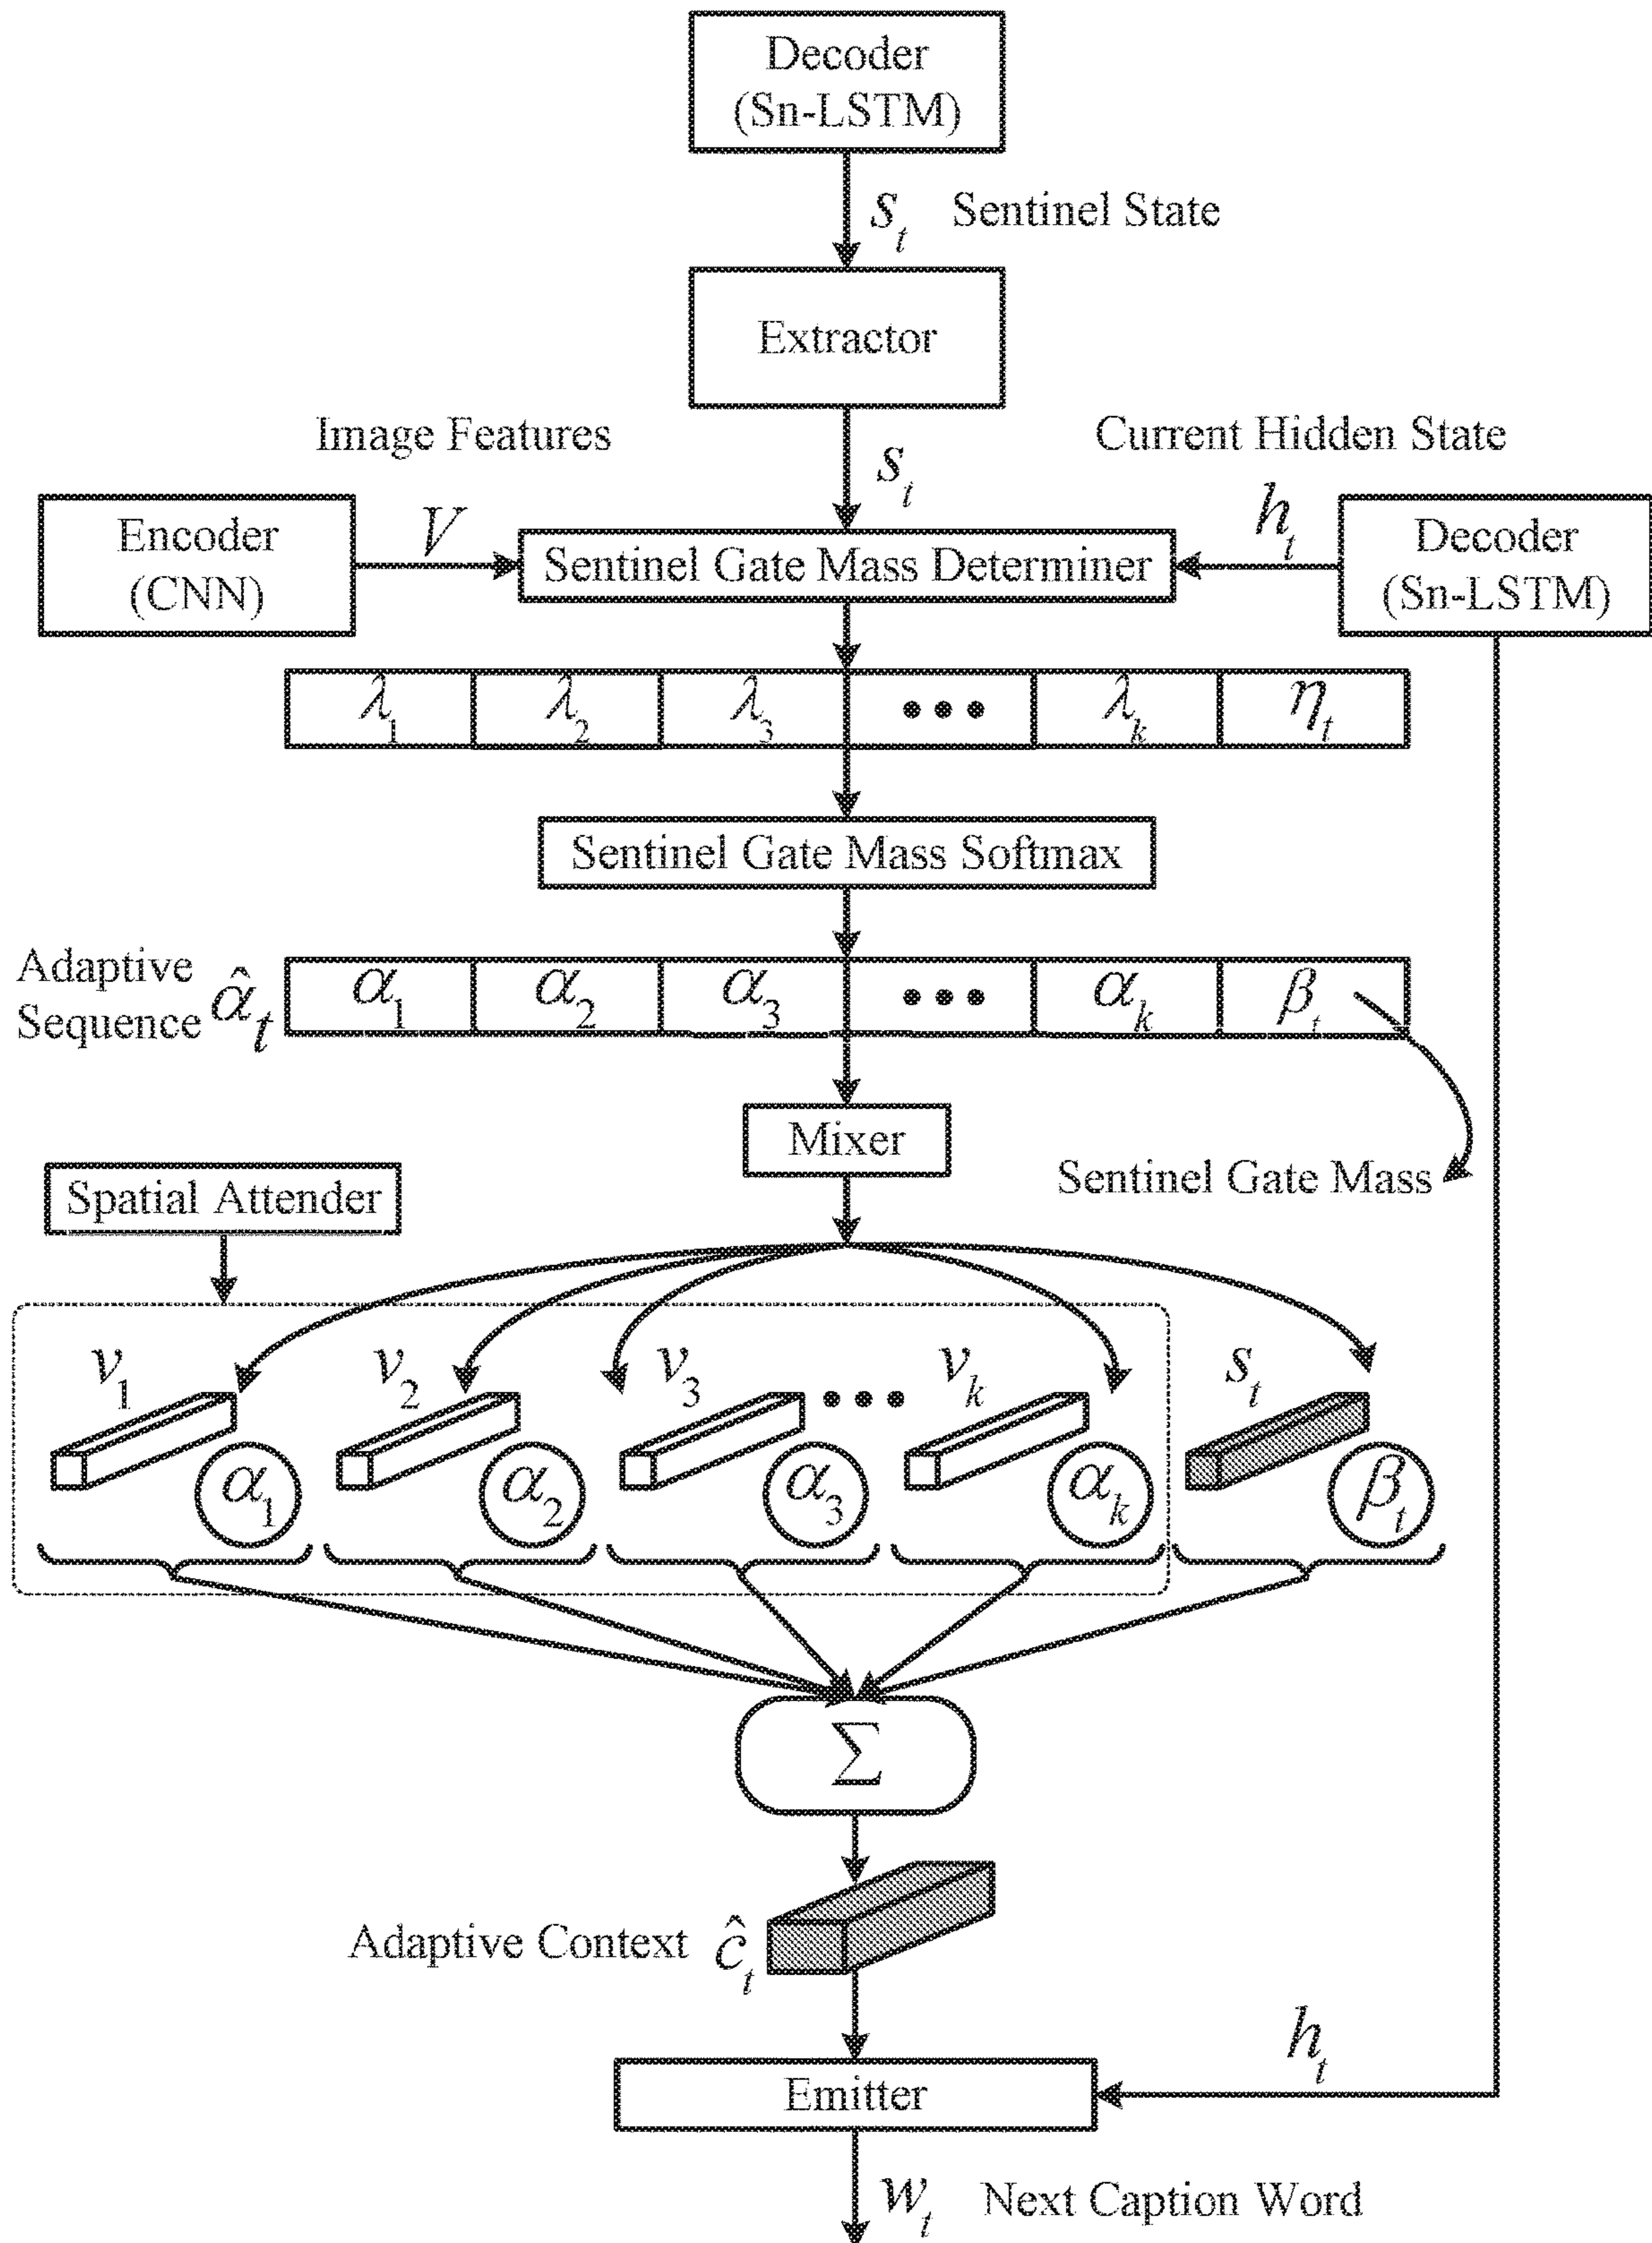 Decoder
(Sn-LSTM)
s_t Sentinel State
Extractor
Image Features
Current Hidden State
s_t
Encoder
(CNN)
V
Sentinel Gate Mass Determiner
h_t
Decoder
(Sn-LSTM)
λ_1 λ_2 λ_3 ••• λ_k η_t
Sentinel Gate Mass Softmax
Adaptive
Sequence α̂_t
α_1 α_2 α_3 ••• α_k β_t
Mixer
Sentinel Gate Mass
Spatial Attender
v_1 v_2 v_3 ••• v_k s_t
α_1 α_2 α_3 α_k β_t
Σ
Adaptive Context ĉ_t
h_t
Emitter
w_t Next Caption Word